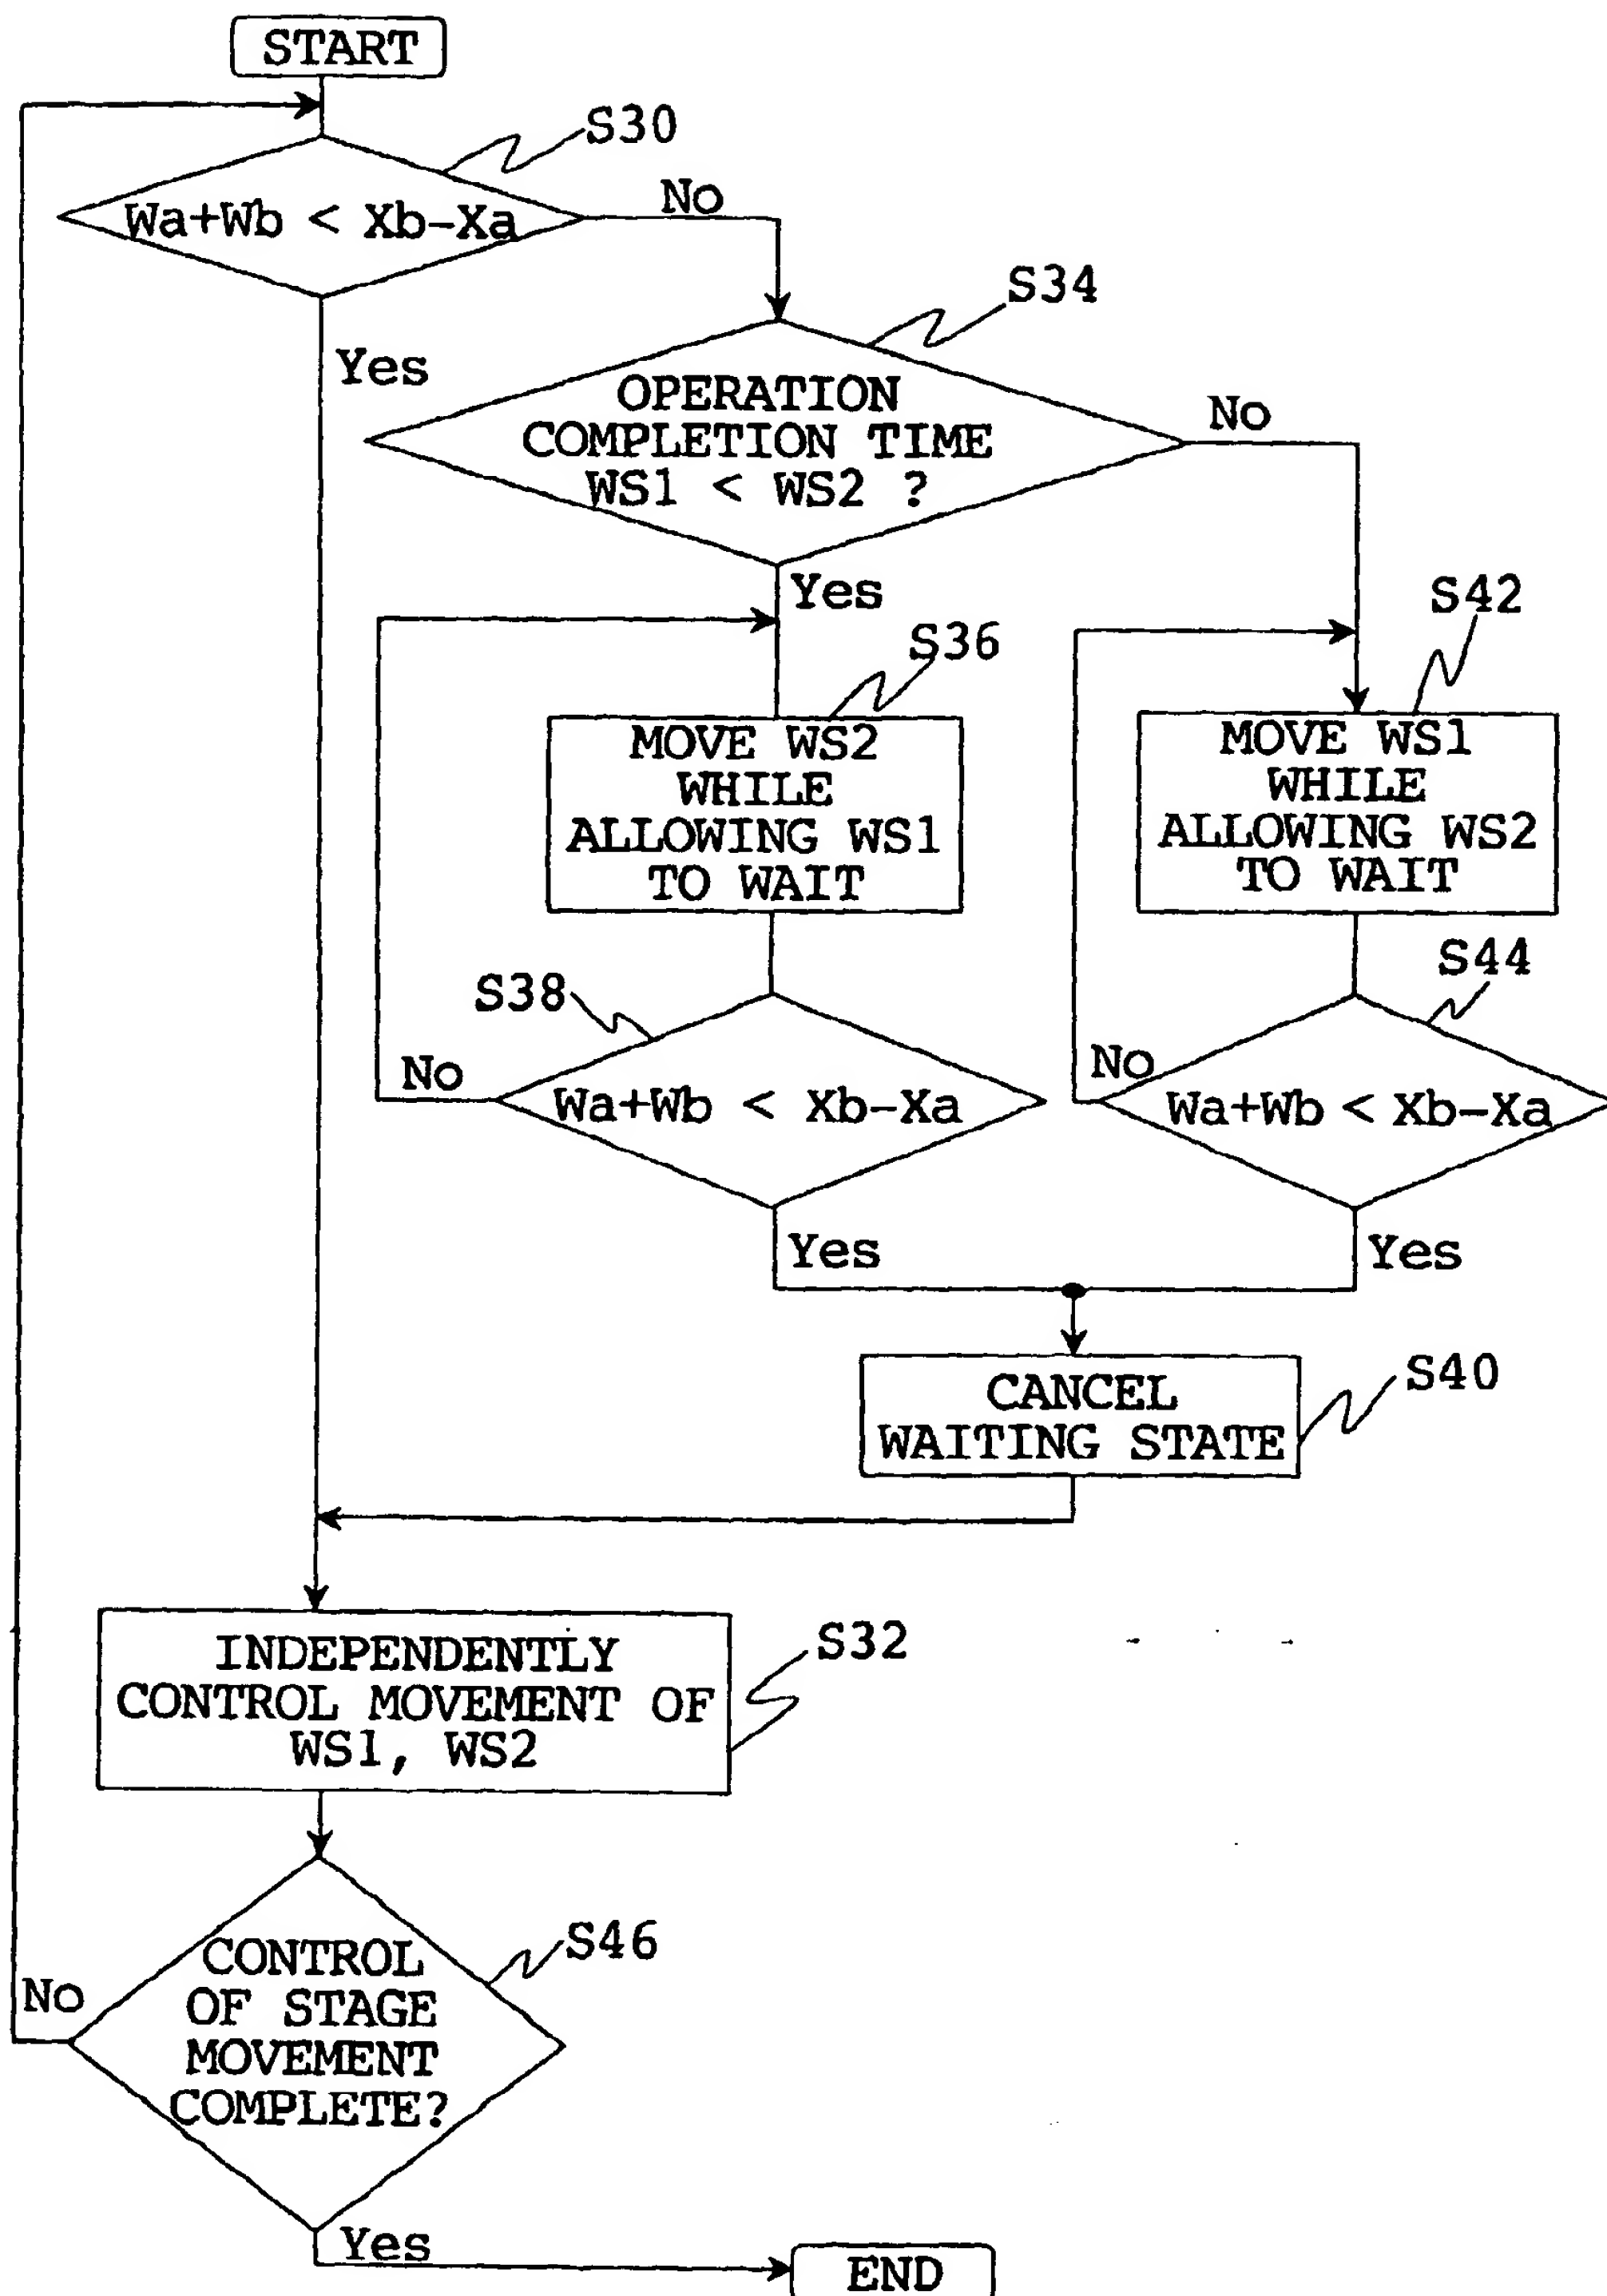 START
S30
Wa+Wb < Xb-Xa
No
Yes
S34
OPERATION
COMPLETION TIME
WS1 < WS2 ?
No
Yes
S36
MOVE WS2
WHILE
ALLOWING WS1
TO WAIT
S42
MOVE WS1
WHILE
ALLOWING WS2
TO WAIT
S38
Wa+Wb < Xb-Xa
No
Yes
S44
Wa+Wb < Xb-Xa
No
Yes
S40
CANCEL
WAITING STATE
S32
INDEPENDENTLY
CONTROL MOVEMENT OF
WS1, WS2
S46
CONTROL
OF STAGE
MOVEMENT
COMPLETE?
No
Yes
END